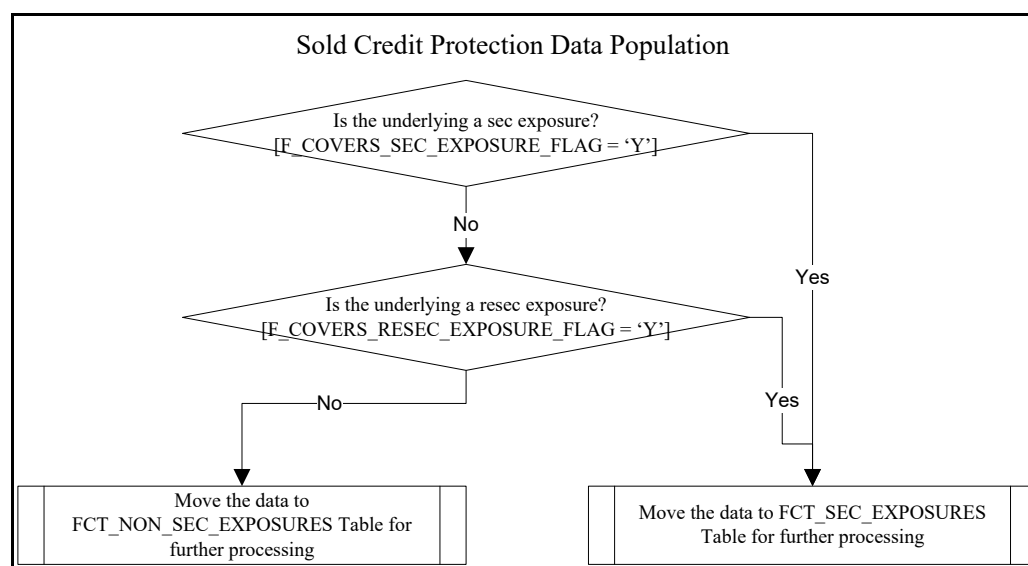 Sold Credit Protection Data Population
Is the underlying a sec exposure?
[F_COVERS_SEC_EXPOSURE_FLAG = ‘Y’]
No
Yes
Is the underlying a resec exposure?
[F_COVERS_RESEC_EXPOSURE_FLAG = ‘Y’]
No
Yes
Move the data to
FCT_NON_SEC_EXPOSURES Table for
further processing
Move the data to FCT_SEC_EXPOSURES
Table for further processing